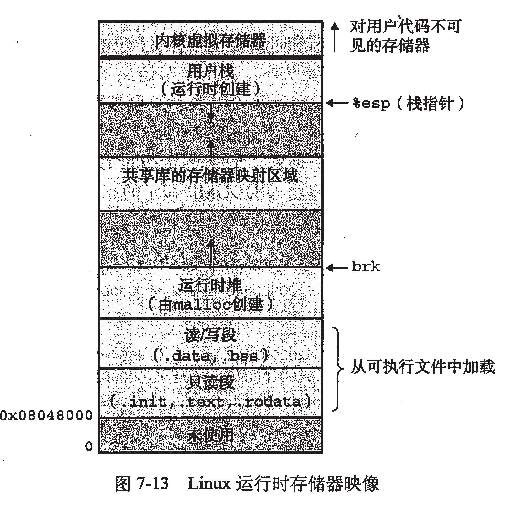 内核虚拟存储器
对用户代码不可
见的存储器
用户栈
(运行时创建)
%esp (栈指针)
共享库的存储器映射区域
brk
运行时堆
(由malloc创建)
读/写段
(.data, .bss)
从可执行文件中加载
只读段
(.init, .text, .rodata)
0x08048000
未使用
0
图 7-13 Linux 运行时存储器映像